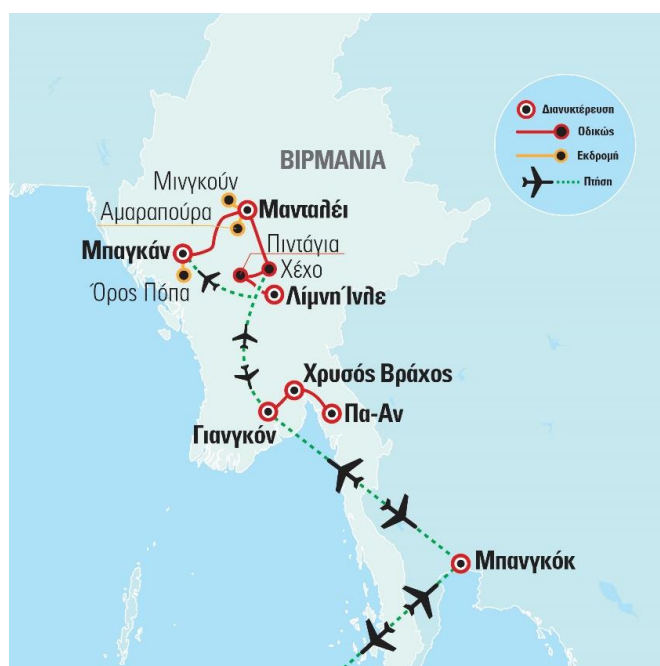 Διανυκτέρευση
Οδικώς
Εκδρομή
Πτήση
ΒΙΡΜΑΝΙΑ
Μινγκούν
Αμαραπούρα
Μανταλέι
Μπαγκάν
Πιντάγια
Χέχο
Όρος Πόπα
Λίμνη Ίνλε
Χρυσός Βράχος
Πα-Αν
Γιανγκόν
Μπανγκόκ